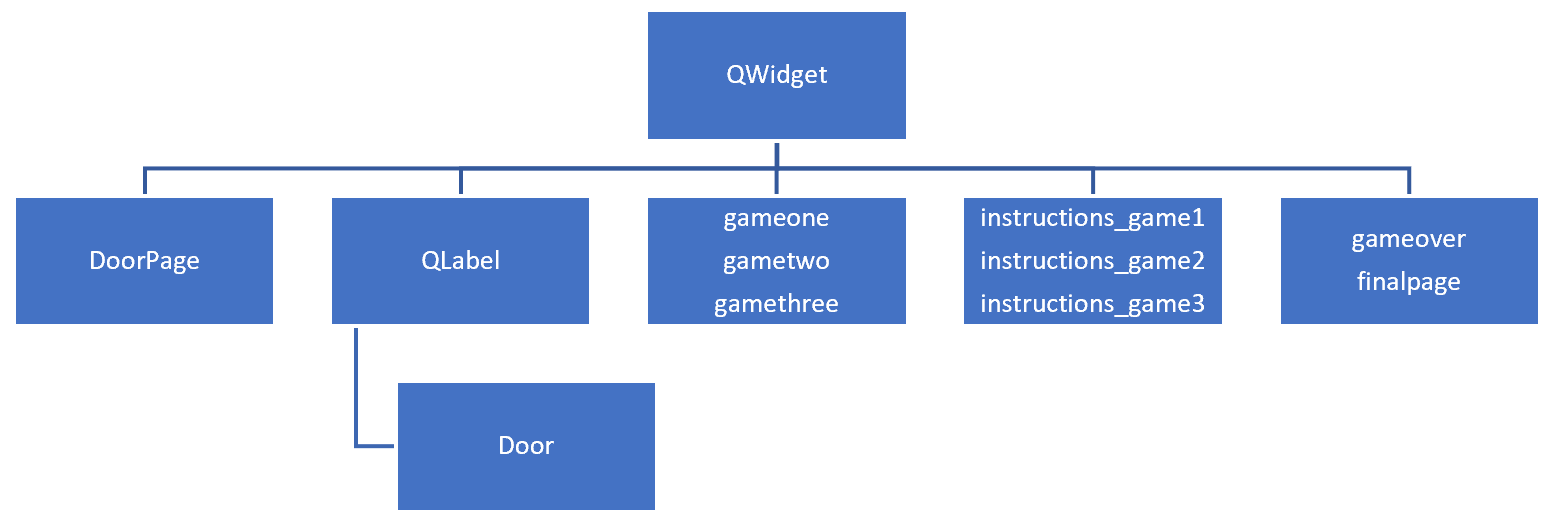 QWidget
DoorPage
QLabel
gameone
gametwo
gamethree
instructions_game1
instructions_game2
instructions_game3
gameover
finalpage
Door